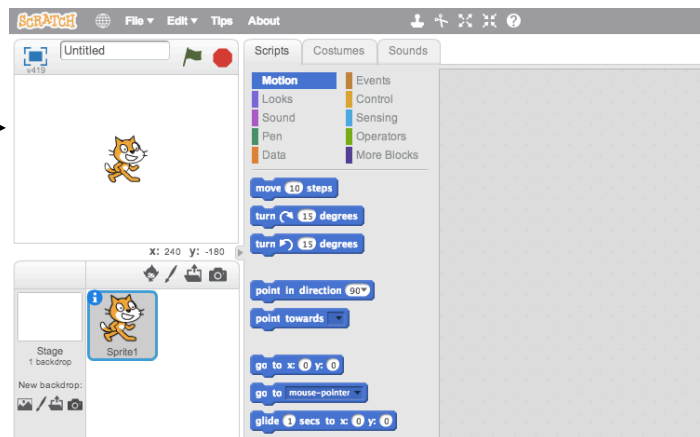 SCRATCH File Edit Tips About
Untitled
v419
Scripts Costumes Sounds
Motion Events
Looks Control
Sound Sensing
Pen Operators
Data More Blocks
move 10 steps
turn 15 degrees
turn 15 degrees
point in direction 90
point towards
go to x: 0 y: 0
go to mouse-pointer
glide 1 secs to x: 0 y: 0
x: 240 y: -180
Sprite1
Stage
1 backdrop
New backdrop: